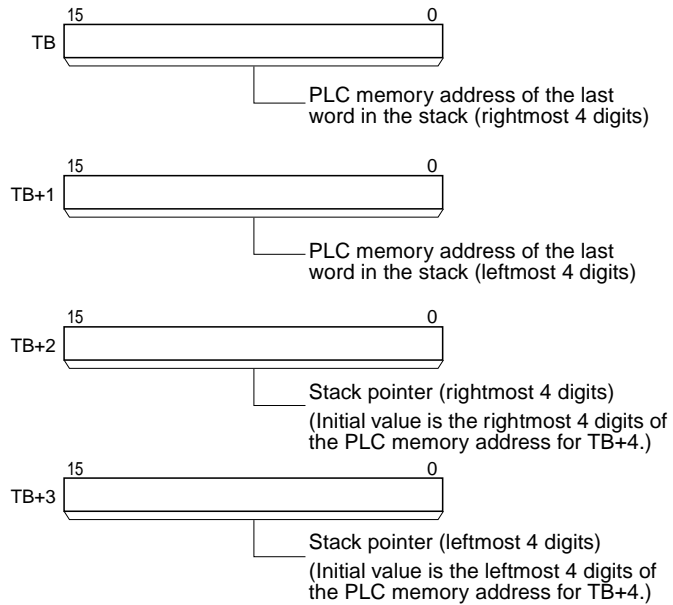 15 0
TB
PLC memory address of the last
word in the stack (rightmost 4 digits)
15 0
TB+1
PLC memory address of the last
word in the stack (leftmost 4 digits)
15 0
TB+2
Stack pointer (rightmost 4 digits)
(Initial value is the rightmost 4 digits of
the PLC memory address for TB+4.)
15 0
TB+3
Stack pointer (leftmost 4 digits)
(Initial value is the leftmost 4 digits of
the PLC memory address for TB+4.)